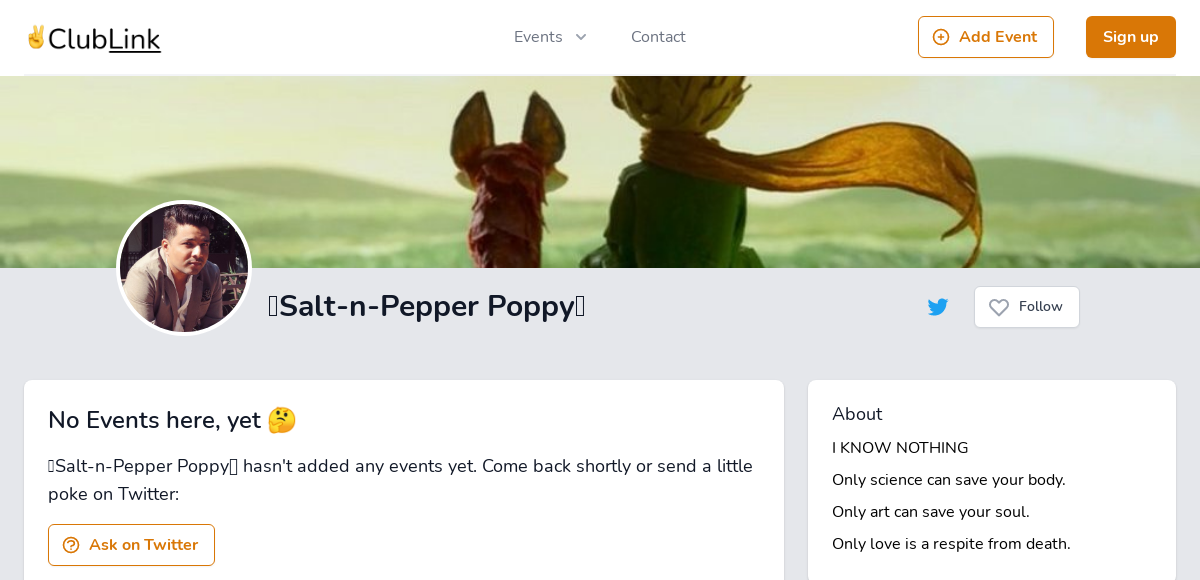 ✌ClubLink
Events
Contact
Add Event
Sign up
Salt-n-Pepper Poppy
Follow
No Events here, yet 🤔
Salt-n-Pepper Poppy hasn't added any events yet. Come back shortly or send a little
poke on Twitter:
Ask on Twitter
About
I KNOW NOTHING
Only science can save your body.
Only art can save your soul.
Only love is a respite from death.